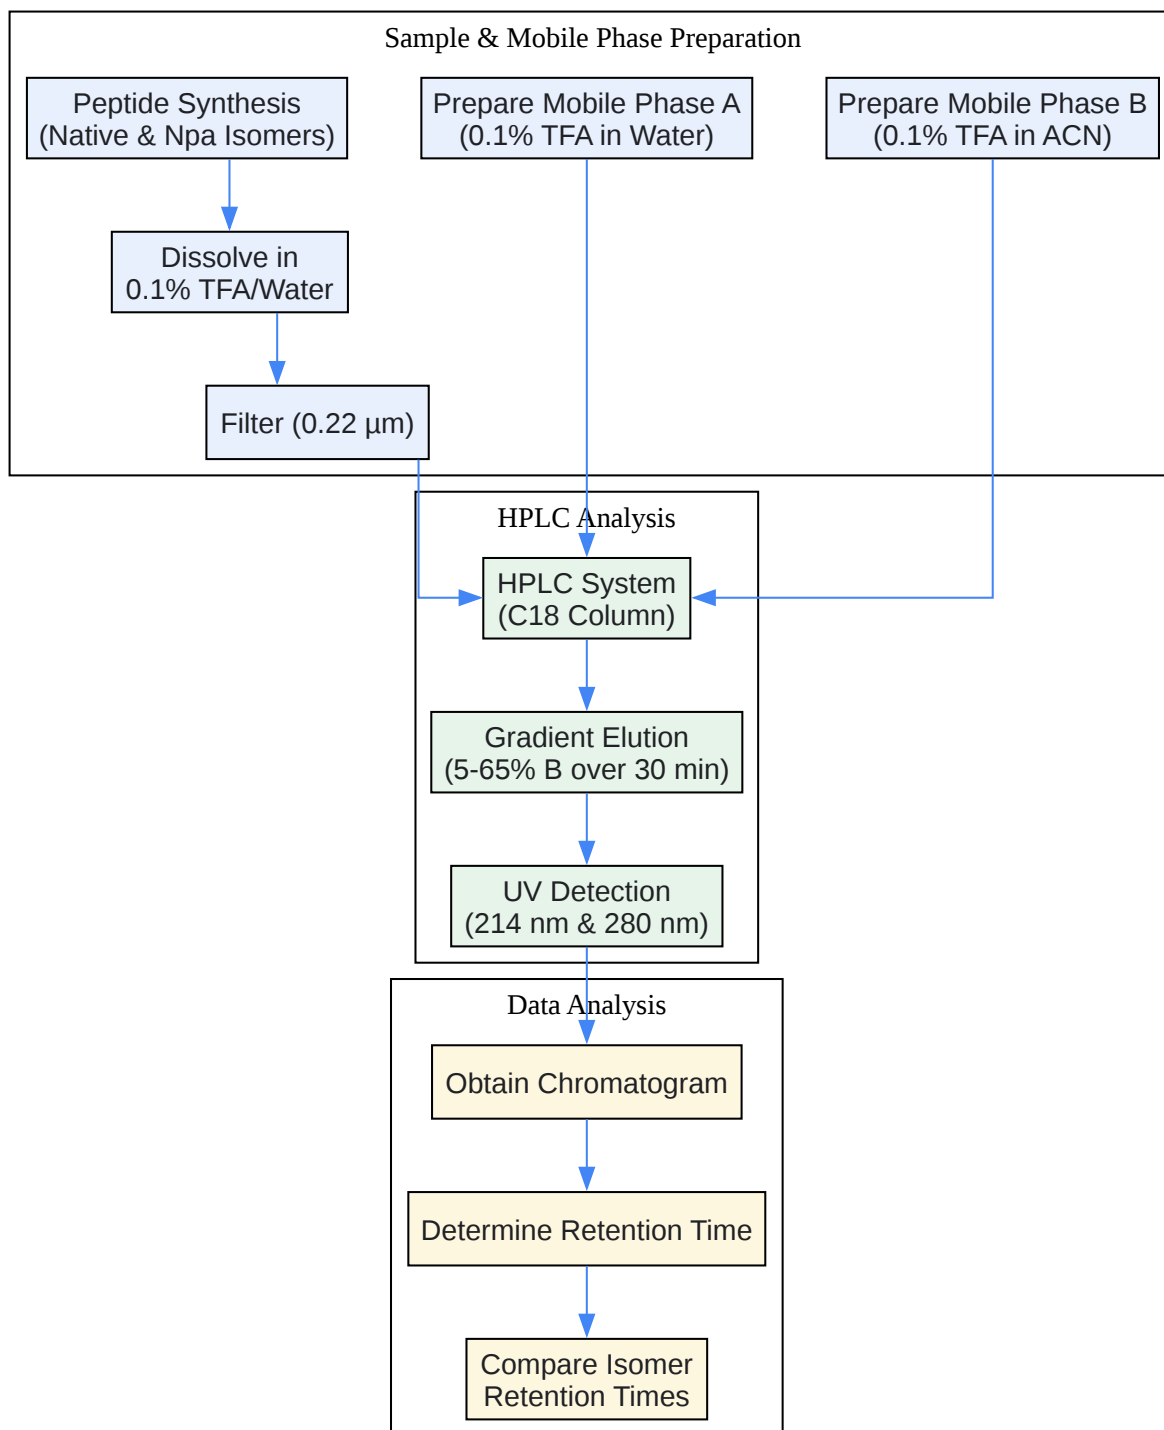 Sample & Mobile Phase Preparation
Peptide Synthesis
(Native & Npa Isomers)
Prepare Mobile Phase A
(0.1% TFA in Water)
Prepare Mobile Phase B
(0.1% TFA in ACN)
Dissolve in
0.1% TFA/Water
Filter (0.22 µm)
HPLC Analysis
HPLC System
(C18 Column)
Gradient Elution
(5-65% B over 30 min)
UV Detection
(214 nm & 280 nm)
Data Analysis
Obtain Chromatogram
Determine Retention Time
Compare Isomer
Retention Times